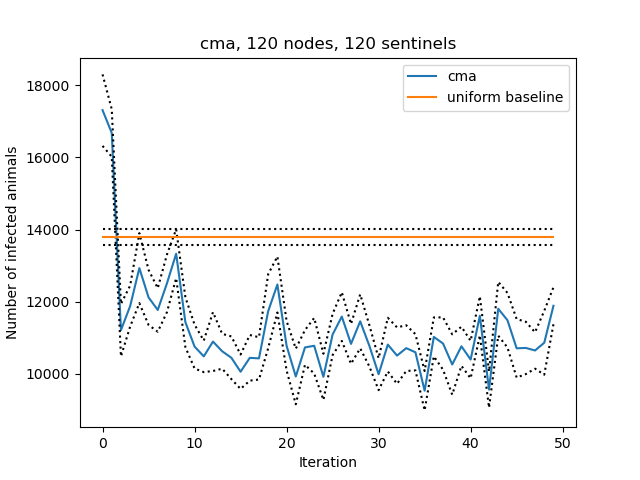 cma, 120 nodes, 120 sentinels
cma
uniform baseline
18000
16000
14000
12000
10000
Number of infected animals
0 10 20 30 40 50
Iteration